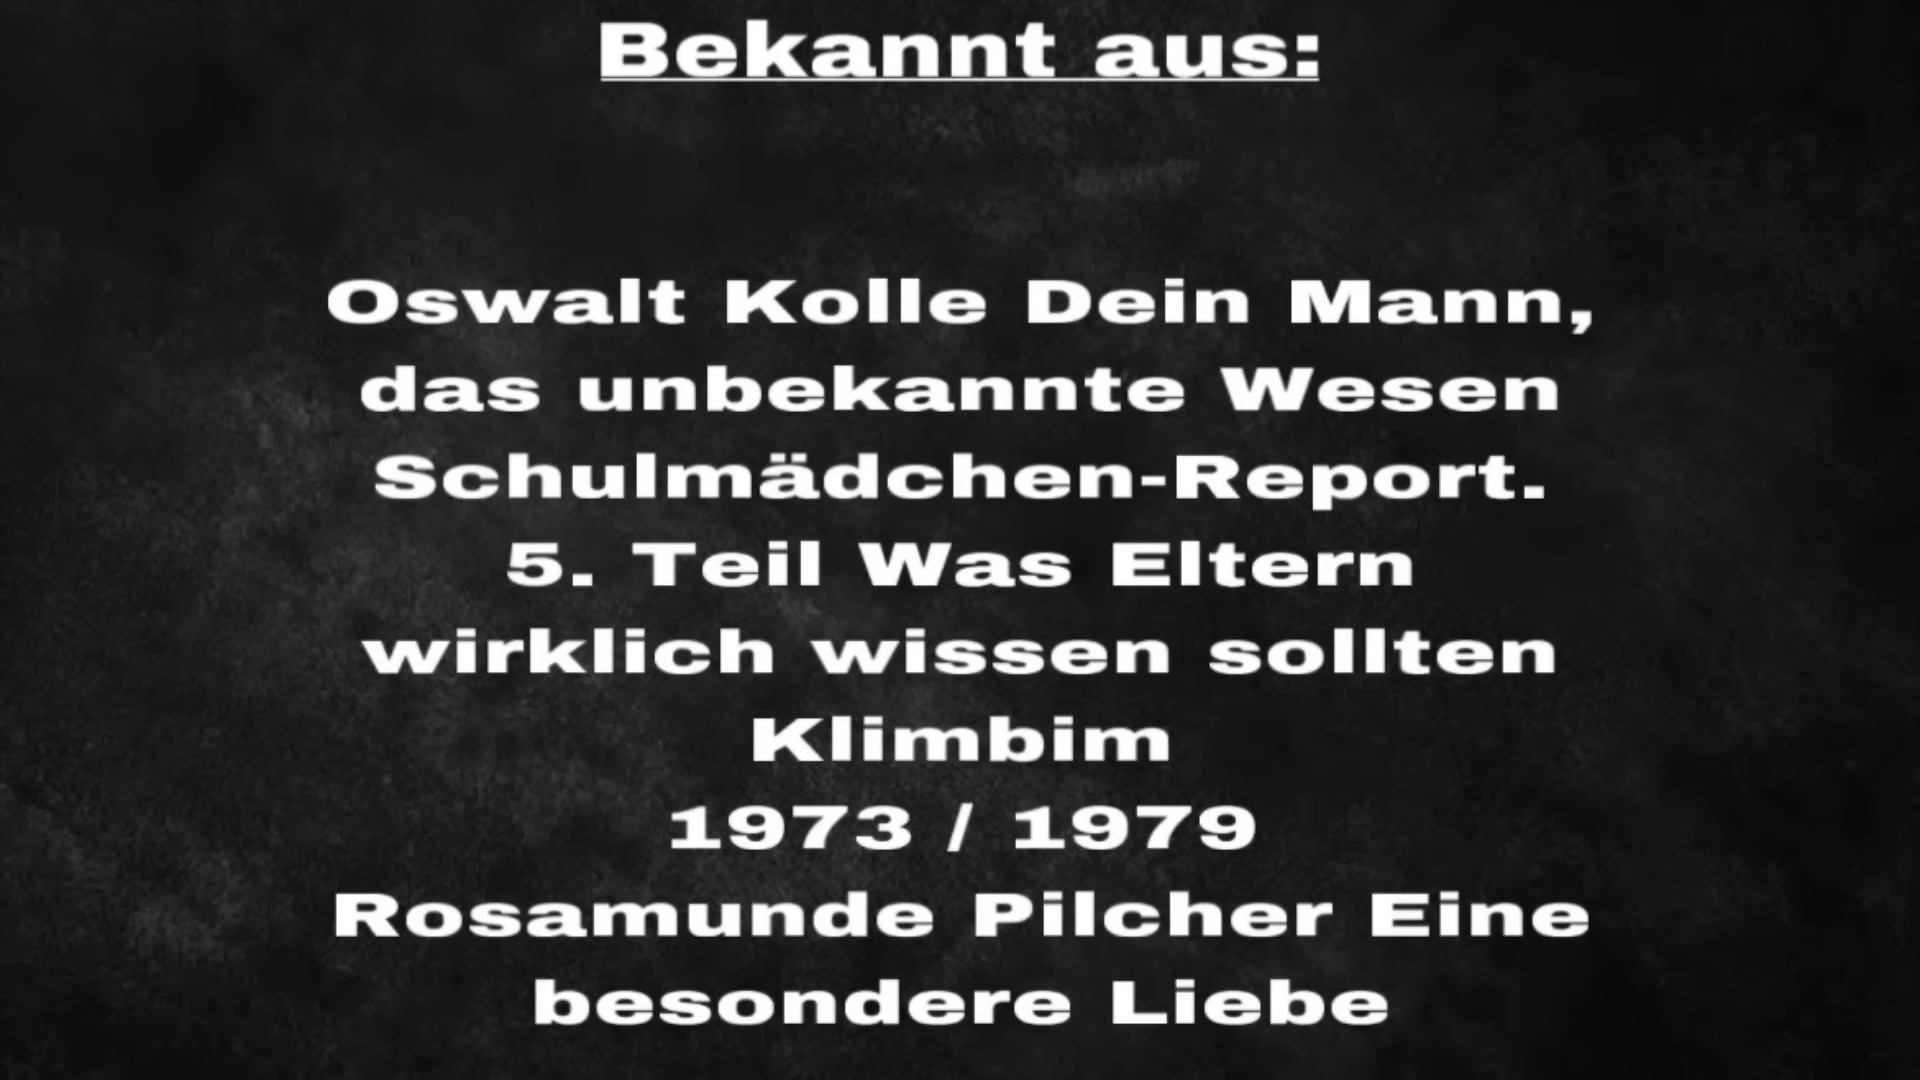 Bekannt aus:
Oswalt Kolle Dein Mann,
das unbekannte Wesen
Schulmädchen-Report.
5. Teil Was Eltern
wirklich wissen sollten
Klimbim
1973 / 1979
Rosamunde Pilcher Eine
besondere Liebe